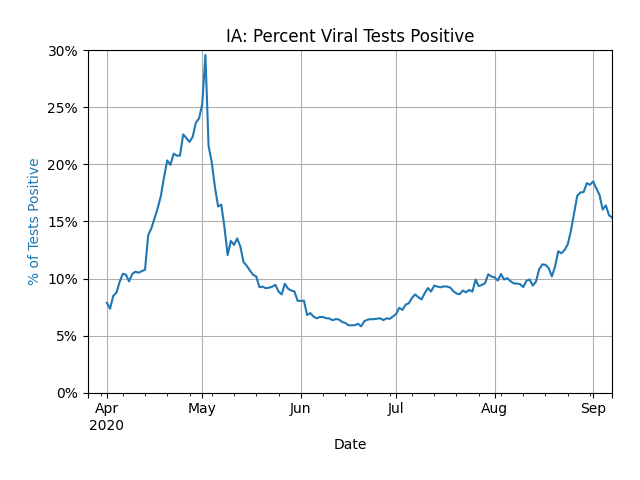 IA: Percent Viral Tests Positive
30%
25%
20%
15%
10%
5%
0%
% of Tests Positive
Apr May Jun Jul Aug Sep
2020
Date